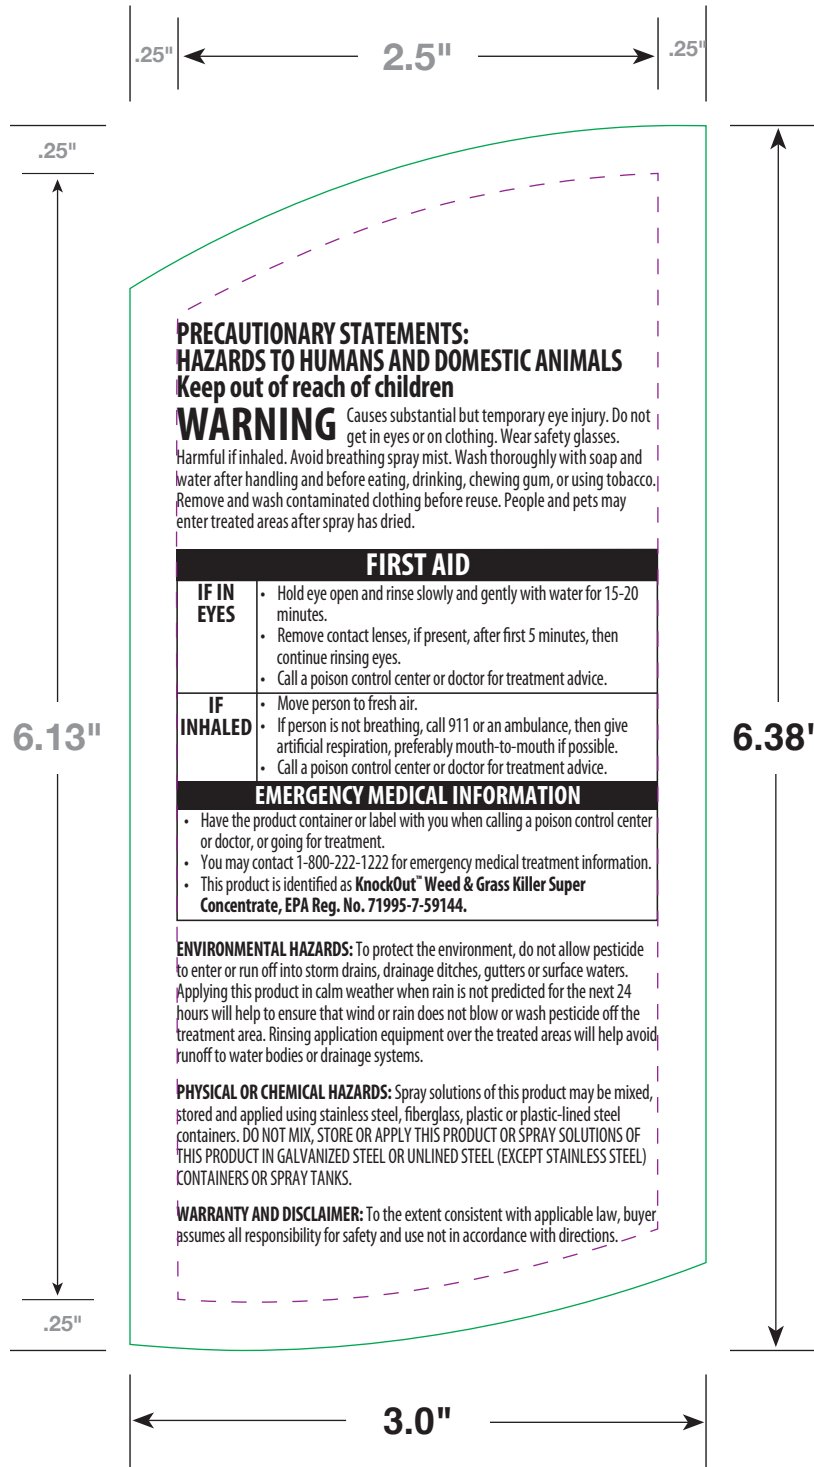 .25"
2.5"
.25"
.25"
PRECAUTIONARY STATEMENTS:
HAZARDS TO HUMANS AND DOMESTIC ANIMALS
Keep out of reach of children
WARNING Causes substantial but temporary eye injury. Do not
get in eyes or on clothing. Wear safety glasses.
Harmful if inhaled. Avoid breathing spray mist. Wash thoroughly with soap and
water after handling and before eating, drinking, chewing gum, or using tobacco.
Remove and wash contaminated clothing before reuse. People and pets may
enter treated areas after spray has dried.
FIRST AID
IF IN
EYES
• Hold eye open and rinse slowly and gently with water for 15-20
minutes.
• Remove contact lenses, if present, after first 5 minutes, then
continue rinsing eyes.
• Call a poison control center or doctor for treatment advice.
IF
INHALED
• Move person to fresh air.
• If person is not breathing, call 911 or an ambulance, then give
artificial respiration, preferably mouth-to-mouth if possible.
• Call a poison control center or doctor for treatment advice.
6.13"
6.38'
EMERGENCY MEDICAL INFORMATION
• Have the product container or label with you when calling a poison control center
or doctor, or going for treatment.
• You may contact 1-800-222-1222 for emergency medical treatment information.
• This product is identified as KnockOut™ Weed & Grass Killer Super
Concentrate, EPA Reg. No. 71995-7-59144.
ENVIRONMENTAL HAZARDS: To protect the environment, do not allow pesticide
to enter or run off into storm drains, drainage ditches, gutters or surface waters.
Applying this product in calm weather when rain is not predicted for the next 24
hours will help to ensure that wind or rain does not blow or wash pesticide off the
treatment area. Rinsing application equipment over the treated areas will help avoid
runoff to water bodies or drainage systems.
PHYSICAL OR CHEMICAL HAZARDS: Spray solutions of this product may be mixed,
stored and applied using stainless steel, fiberglass, plastic or plastic-lined steel
containers. DO NOT MIX, STORE OR APPLY THIS PRODUCT OR SPRAY SOLUTIONS OF
THIS PRODUCT IN GALVANIZED STEEL OR UNLINED STEEL (EXCEPT STAINLESS STEEL)
CONTAINERS OR SPRAY TANKS.
WARRANTY AND DISCLAIMER: To the extent consistent with applicable law, buyer
assumes all responsibility for safety and use not in accordance with directions.
.25"
3.0"